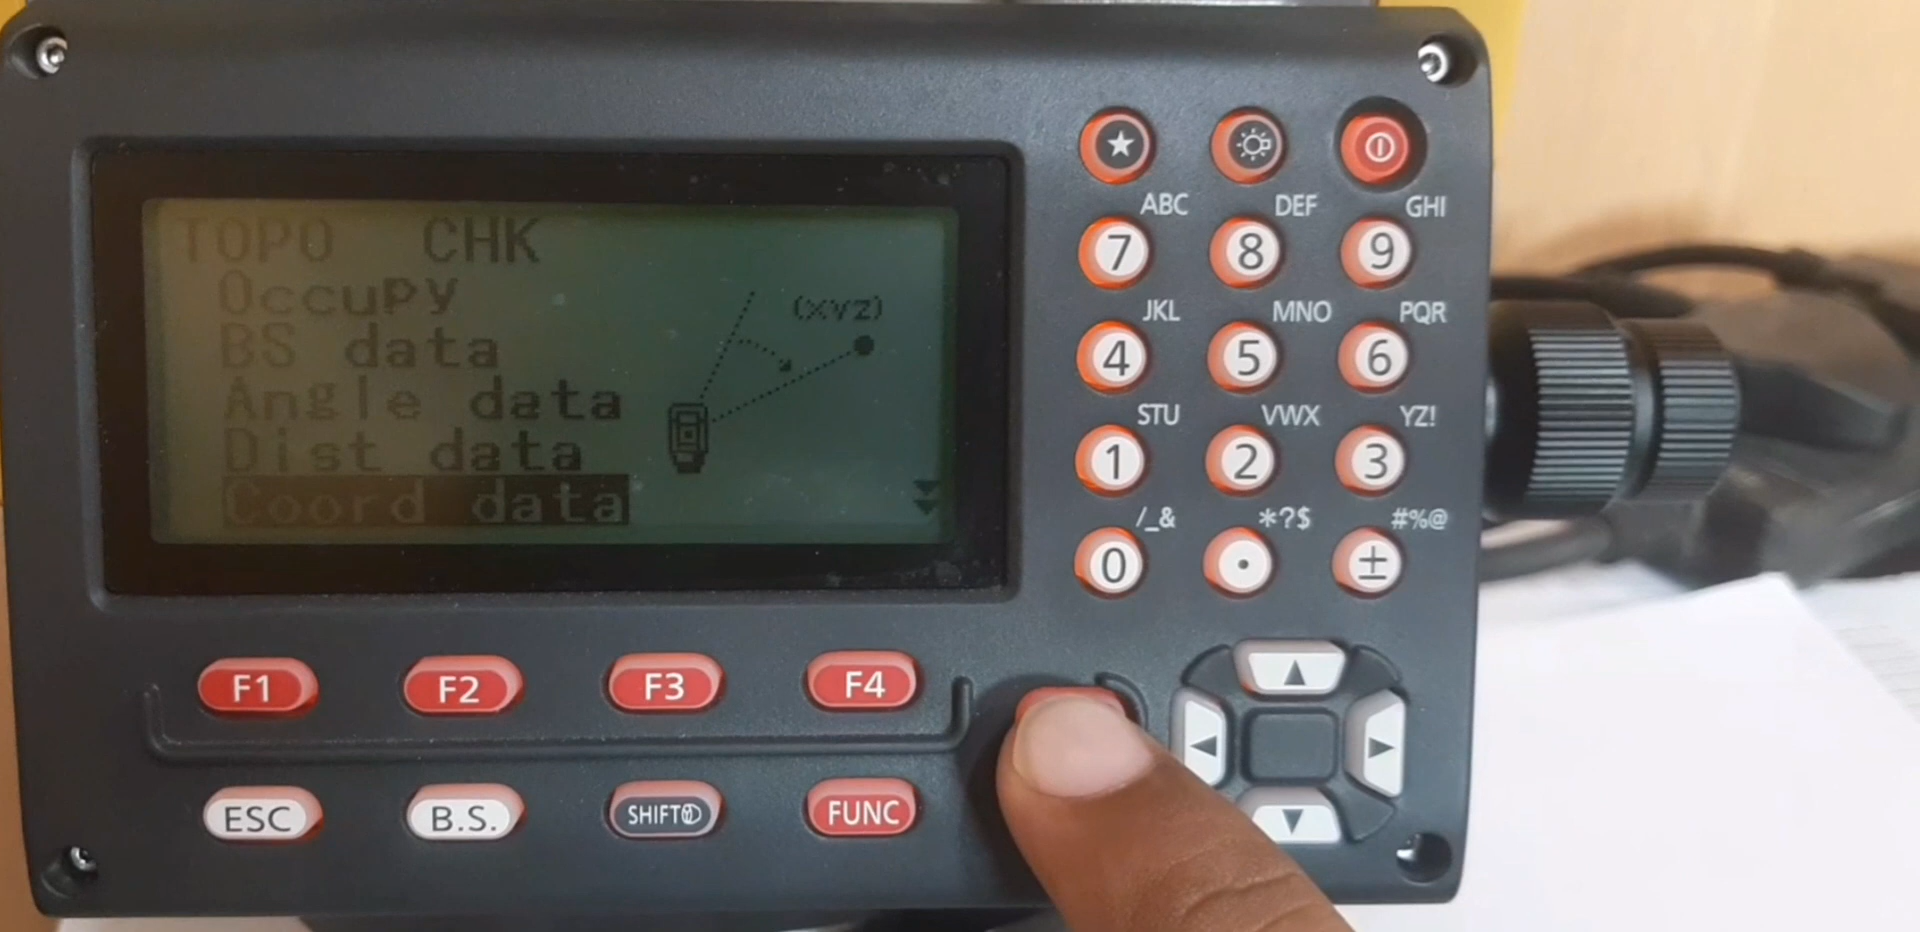 TOPO CHK
Occupy
BS data
Angle data
Dist data
Coord data
(XYZ)
ABC DEF GHI
7 8 9
JKL MNO PQR
4 5 6
STU VWX YZ!
1 2 3
/_& *?$ #%@
0 . ±
F1 F2 F3 F4
ESC B.S. SHIFT FUNC